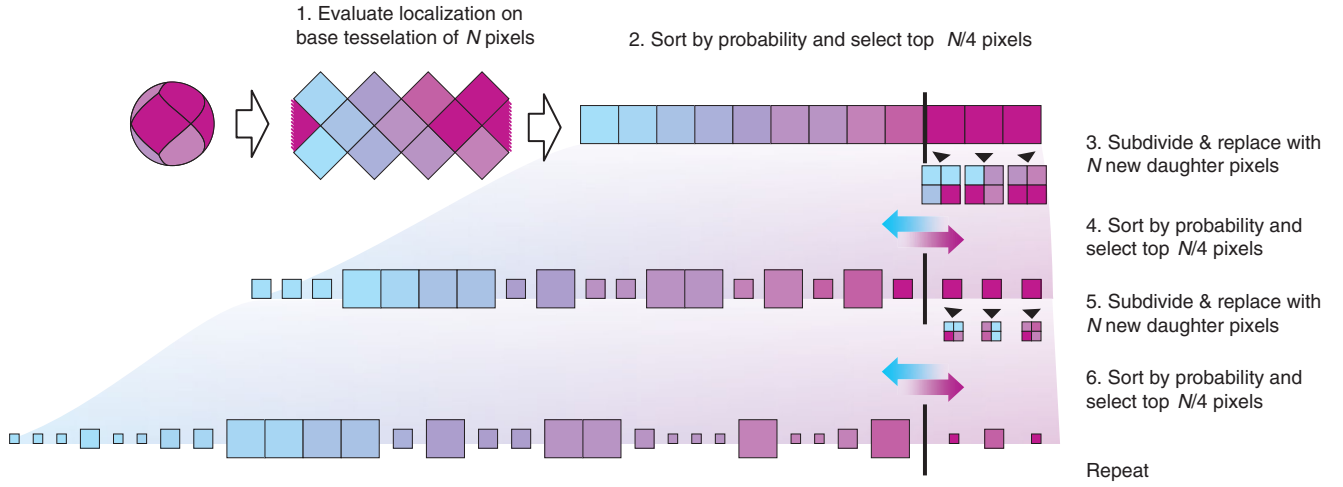 1. Evaluate localization on
base tesselation of N pixels
2. Sort by probability and select top N/4 pixels
3. Subdivide & replace with
N new daughter pixels
4. Sort by probability and
select top N/4 pixels
5. Subdivide & replace with
N new daughter pixels
6. Sort by probability and
select top N/4 pixels
Repeat